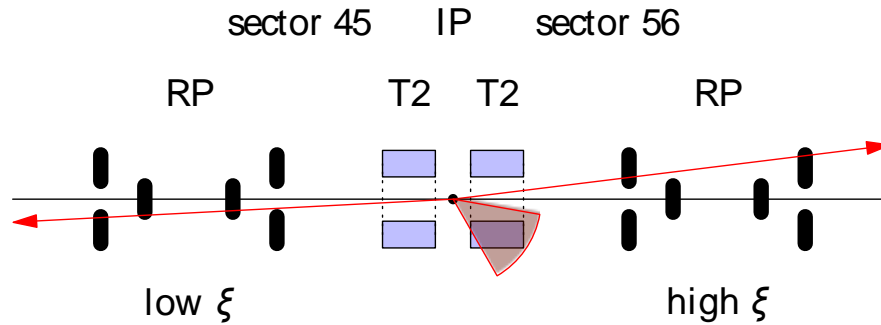 sector 45 IP sector 56
RP T2 T2 RP
low ξ high ξ